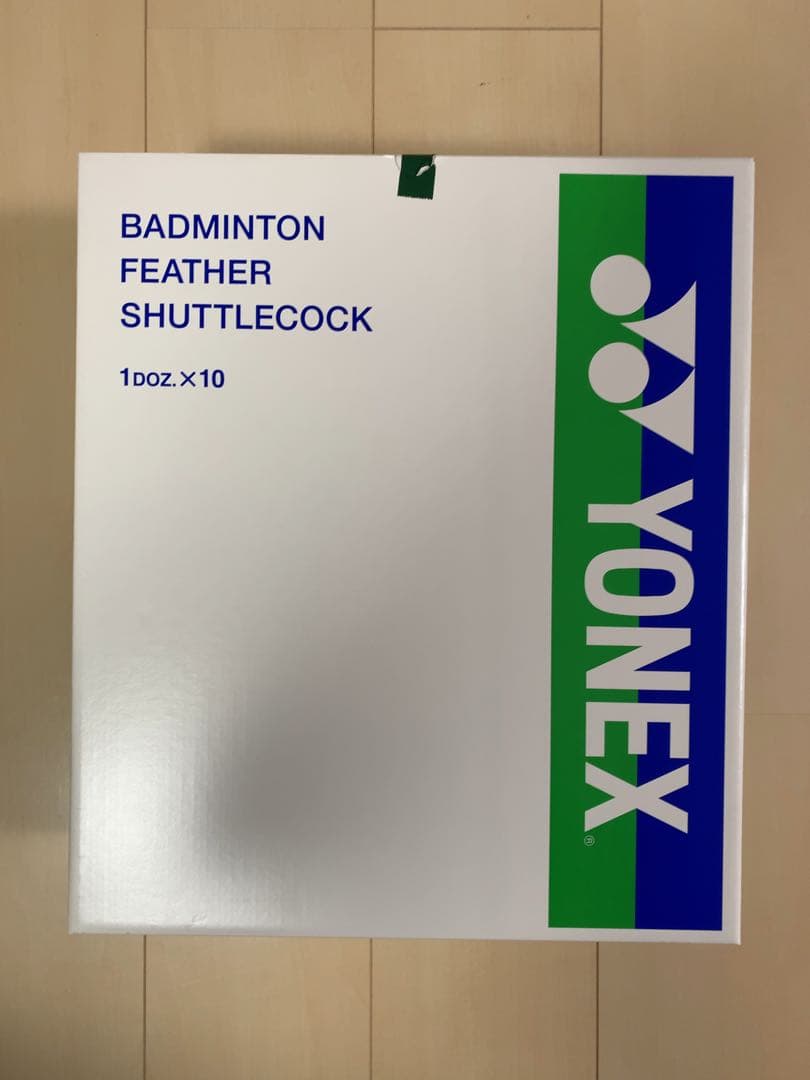 BADMINTON
FEATHER
SHUTTLECOCK
1DOZ.×10
YONEX®